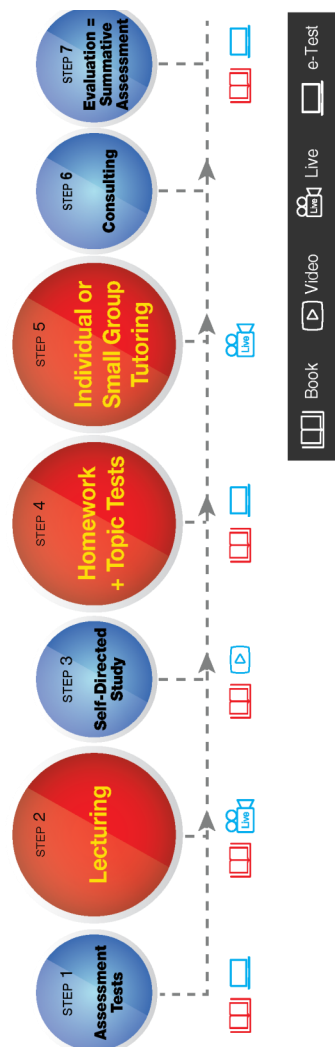 STEP 1
Assessment
Tests
STEP 2
Lecturing
STEP 3
Self-Directed
Study
STEP 4
Homework
+ Topic Tests
STEP 5
Individual or
Small Group
Tutoring
STEP 6
Consulting
STEP 7
Evaluation =
Summative
Assessment
Live
Live
Book
Video
Live
Live
e-Test